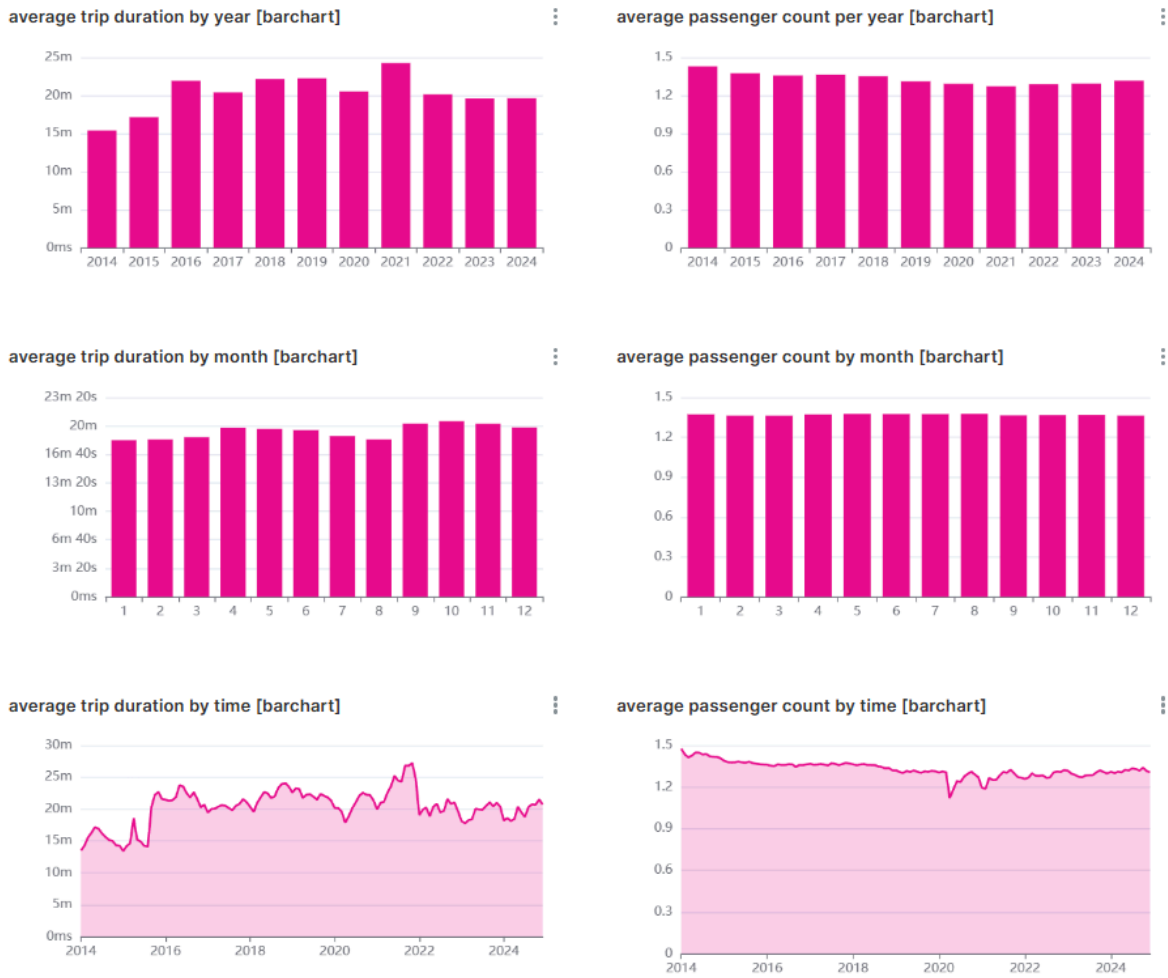 average trip duration by year [barchart]
25m
20m
15m
10m
5m
0ms
2014 2015 2016 2017 2018 2019 2020 2021 2022 2023 2024
average passenger count per year [barchart]
1.5
1.2
0.9
0.6
0.3
0
2014 2015 2016 2017 2018 2019 2020 2021 2022 2023 2024
average trip duration by month [barchart]
23m 20s
20m
16m 40s
13m 20s
10m
6m 40s
3m 20s
0ms
1 2 3 4 5 6 7 8 9 10 11 12
average passenger count by month [barchart]
1.5
1.2
0.9
0.6
0.3
0
1 2 3 4 5 6 7 8 9 10 11 12
average trip duration by time [barchart]
30m
25m
20m
15m
10m
5m
0ms
2014 2016 2018 2020 2022 2024
average passenger count by time [barchart]
1.5
1.2
0.9
0.6
0.3
0
2014 2016 2018 2020 2022 2024